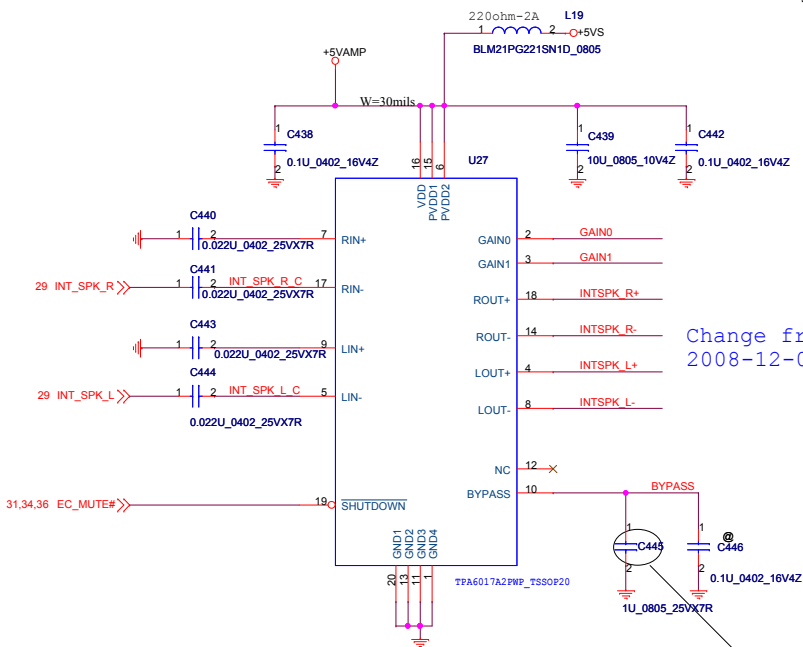 220ohm-2A L19
1 2 +5VS
BLM21PG221SN1D_0805
+5VAMP
W=30mils
1 C438 2
0.1U_0402_16V4Z
1 C439 2
10U_0805_10V4Z
1 C442 2
0.1U_0402_16V4Z
U27
16 15 6
VDD PVDD1 PVDD2
C440
1 2 7 RIN+
0.022U_0402_25VX7R
C441
29 INT_SPK_R 1 2 INT_SPK_R_C 17 RIN-
0.022U_0402_25VX7R
C443
1 2 9 LIN+
0.022U_0402_25VX7R
C444
29 INT_SPK_L 1 2 INT_SPK_L_C 5 LIN-
0.022U_0402_25VX7R
31,34,36 EC_MUTE# 19 SHUTDOWN
GAIN0 2 GAIN0
GAIN1 3 GAIN1
ROUT+ 18 INTSPK_R+
ROUT- 14 INTSPK_R-
LOUT+ 4 INTSPK_L+
LOUT- 8 INTSPK_L-
Change fr
2008-12-0
NC 12
BYPASS 10 BYPASS
1 C445 2
1U_0805_25VX7R
@
1 C446 2
0.1U_0402_16V4Z
GND1 GND2 GND3 GND4
20 13 11 1
TPA6017A2PWP_TSSOP20